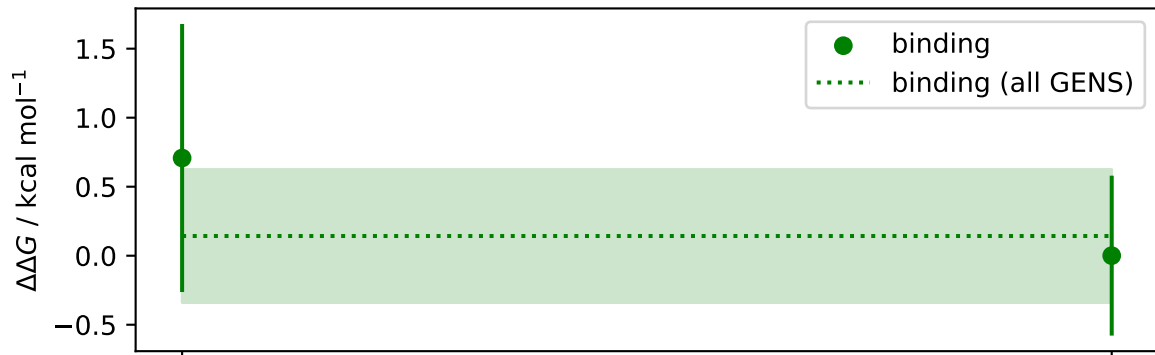 1.5
1.0
0.5
0.0
−0.5
ΔΔG / kcal mol⁻¹
binding
binding (all GENS)